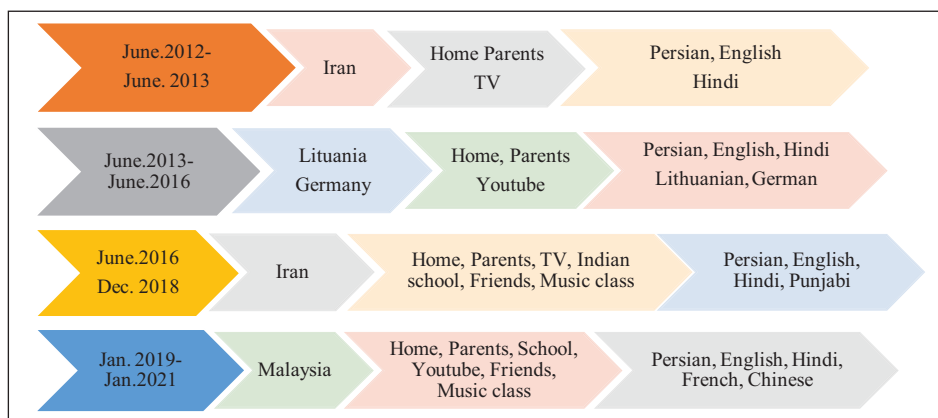 June.2012-
June. 2013
Iran
Home Parents
TV
Persian, English
Hindi
June.2013-
June.2016
Lituania
Germany
Home, Parents
Youtube
Persian, English, Hindi
Lithuanian, German
June.2016
Dec. 2018
Iran
Home, Parents, TV, Indian
school, Friends, Music class
Persian, English,
Hindi, Punjabi
Jan. 2019-
Jan.2021
Malaysia
Home, Parents, School,
Youtube, Friends,
Music class
Persian, English, Hindi,
French, Chinese